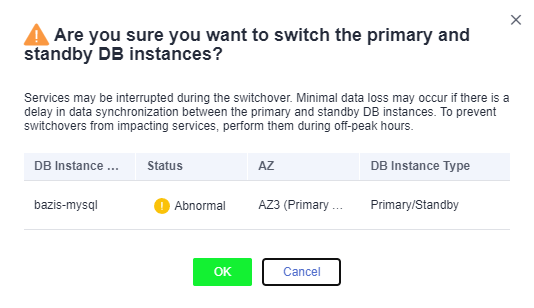 Are you sure you want to switch the primary and
standby DB instances?
Services may be interrupted during the switchover. Minimal data loss may occur if there is a
delay in data synchronization between the primary and standby DB instances. To prevent
switchovers from impacting services, perform them during off-peak hours.
DB Instance ... Status AZ DB Instance Type
bazis-mysql Abnormal AZ3 (Primary ... Primary/Standby
OK Cancel